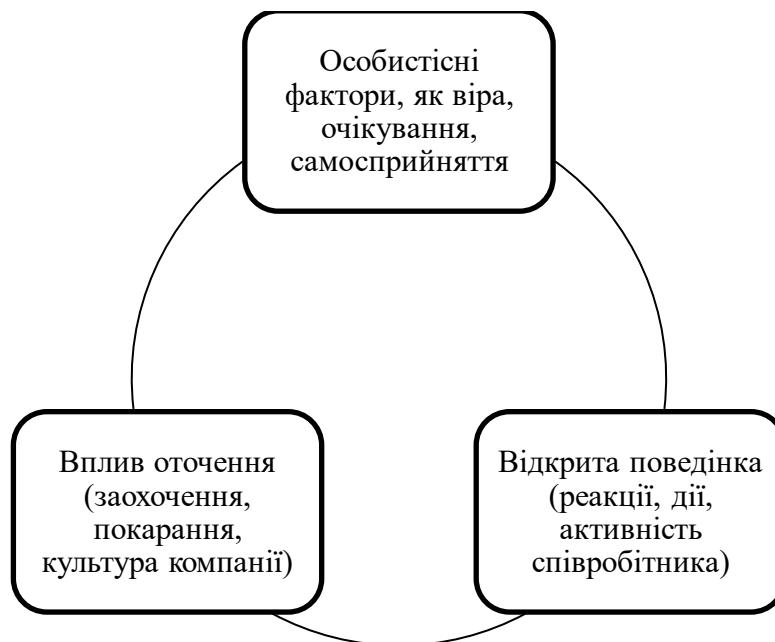 Особистісні
фактори, як віра,
очікування,
самосприйняття
Вплив оточення
(заохочення,
покарання,
культура компанії)
Відкрита поведінка
(реакції, дії,
активність
співробітника)